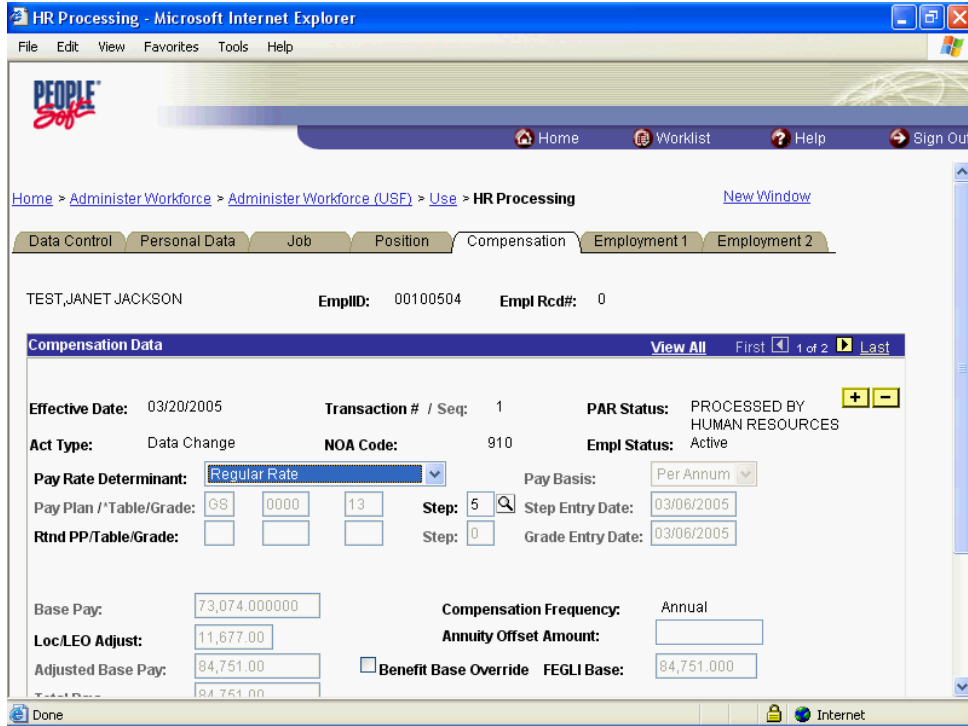 HR Processing - Microsoft Internet Explorer
File Edit View Favorites Tools Help
PEOPLE Soft
Home Worklist Help Sign Out
Home > Administer Workforce > Administer Workforce (USF) > Use > HR Processing New Window
Data Control Personal Data Job Position Compensation Employment 1 Employment 2
TEST,JANET JACKSON EmplID: 00100504 Empl Rcd#: 0
Compensation Data View All First 1 of 2 Last
Effective Date: 03/20/2005 Transaction # / Seq: 1 PAR Status: PROCESSED BY
HUMAN RESOURCES
Act Type: Data Change NOA Code: 910 Empl Status: Active
Pay Rate Determinant: Regular Rate Pay Basis: Per Annum
Pay Plan /*Table/Grade: GS 0000 13 Step: 5 Step Entry Date: 03/06/2005
Rtnd PP/Table/Grade: Step: 0 Grade Entry Date: 03/06/2005
Base Pay: 73,074.000000 Compensation Frequency: Annual
Loc/LEO Adjust: 11,677.00 Annuity Offset Amount:
Adjusted Base Pay: 84,751.00 Benefit Base Override FEGLI Base: 84,751.000
84,751.00
Done Internet